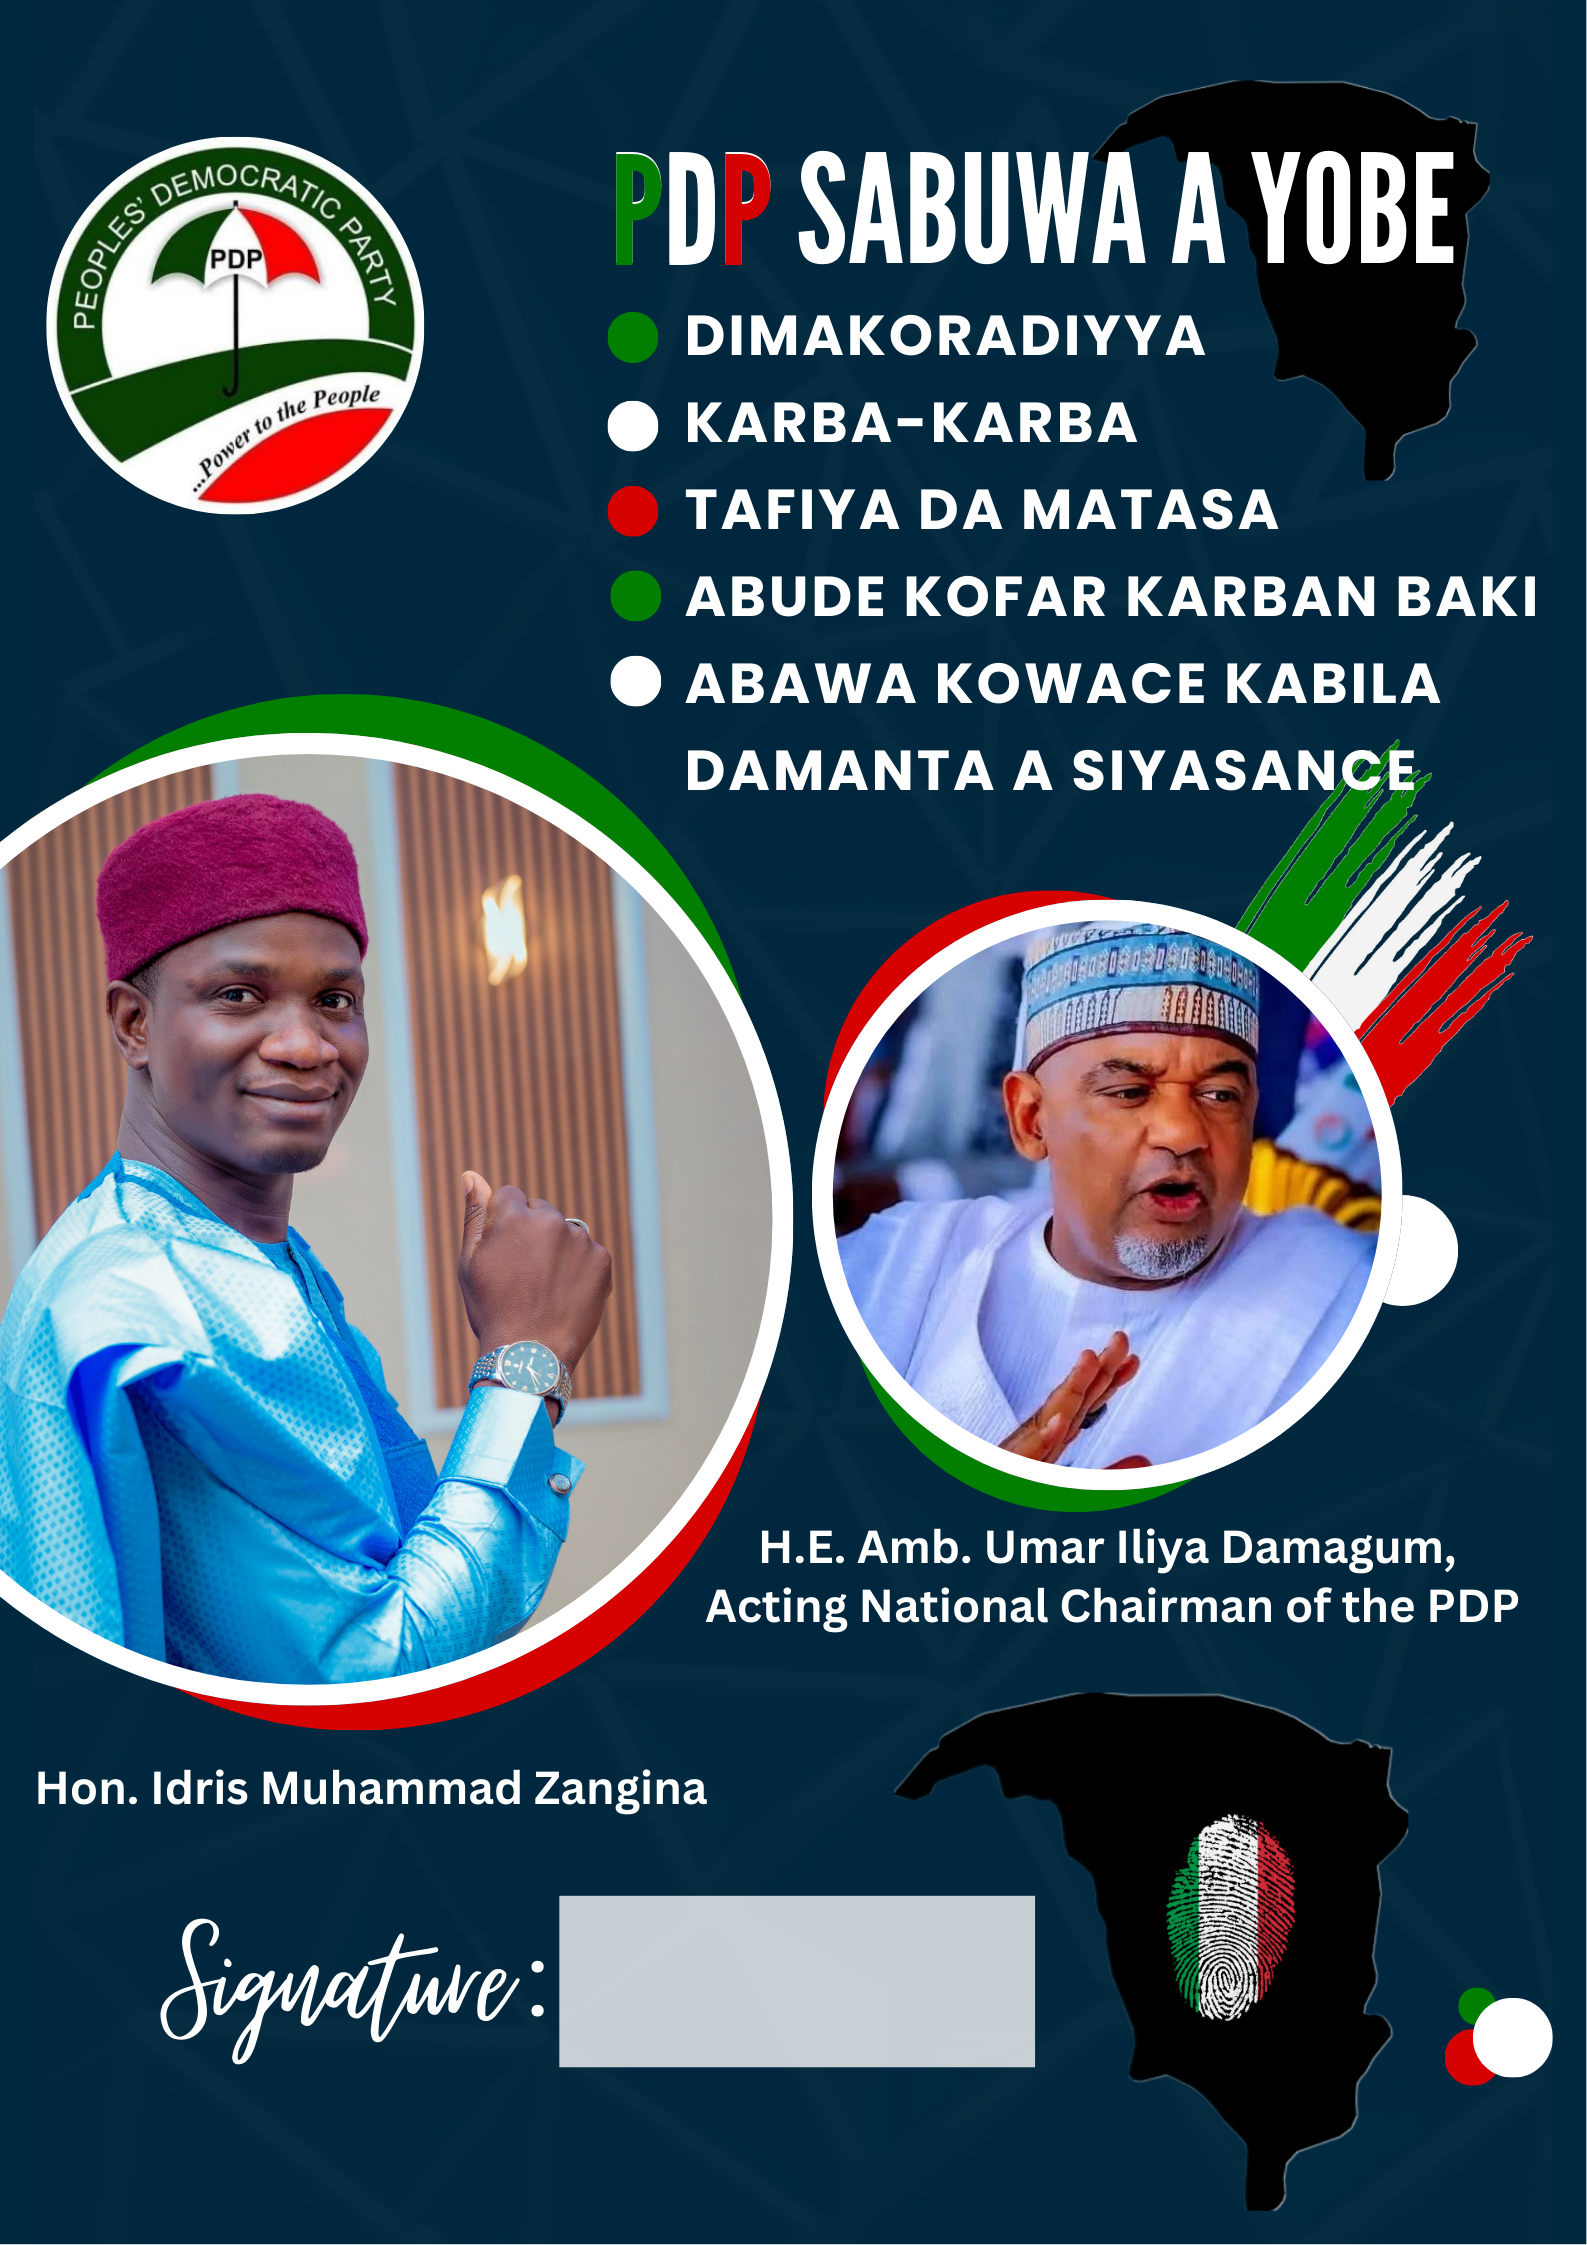 PEOPLES' DEMOCRATIC PARTY
PDP
...Power to the People
PDP SABUWA A YOBE
DIMAKORADIYYA
KARBA-KARBA
TAFIYA DA MATASA
ABUDE KOFAR KARBAN BAKI
ABAWA KOWACE KABILA
DAMANTA A SIYASANCE
H.E. Amb. Umar Iliya Damagum,
Acting National Chairman of the PDP
Hon. Idris Muhammad Zangina
Signature: